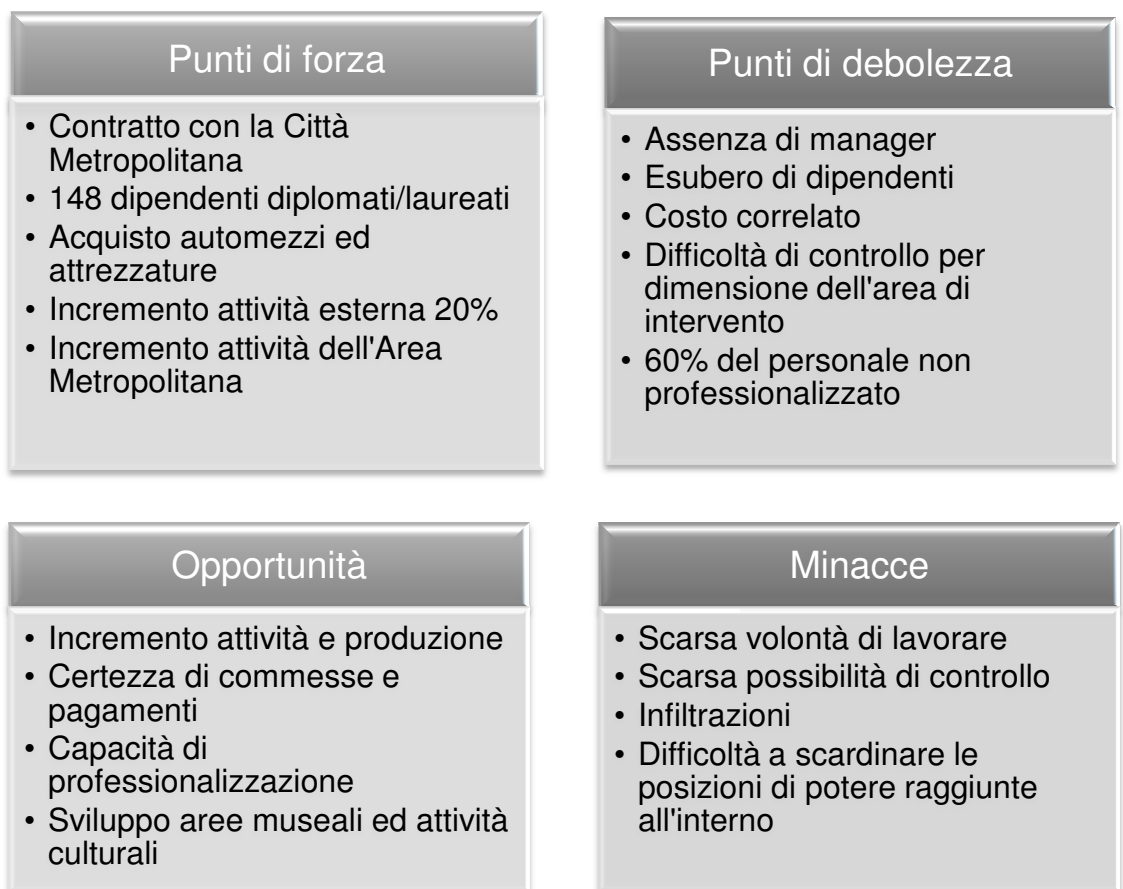 Punti di forza
• Contratto con la Città
Metropolitana
• 148 dipendenti diplomati/laureati
• Acquisto automezzi ed
attrezzature
• Incremento attività esterna 20%
• Incremento attività dell'Area
Metropolitana
Punti di debolezza
• Assenza di manager
• Esubero di dipendenti
• Costo correlato
• Difficoltà di controllo per
dimensione dell'area di
intervento
• 60% del personale non
professionalizzato
Opportunità
• Incremento attività e produzione
• Certezza di commesse e
pagamenti
• Capacità di
professionalizzazione
• Sviluppo aree museali ed attività
culturali
Minacce
• Scarsa volontà di lavorare
• Scarsa possibilità di controllo
• Infiltrazioni
• Difficoltà a scardinare le
posizioni di potere raggiunte
all'interno